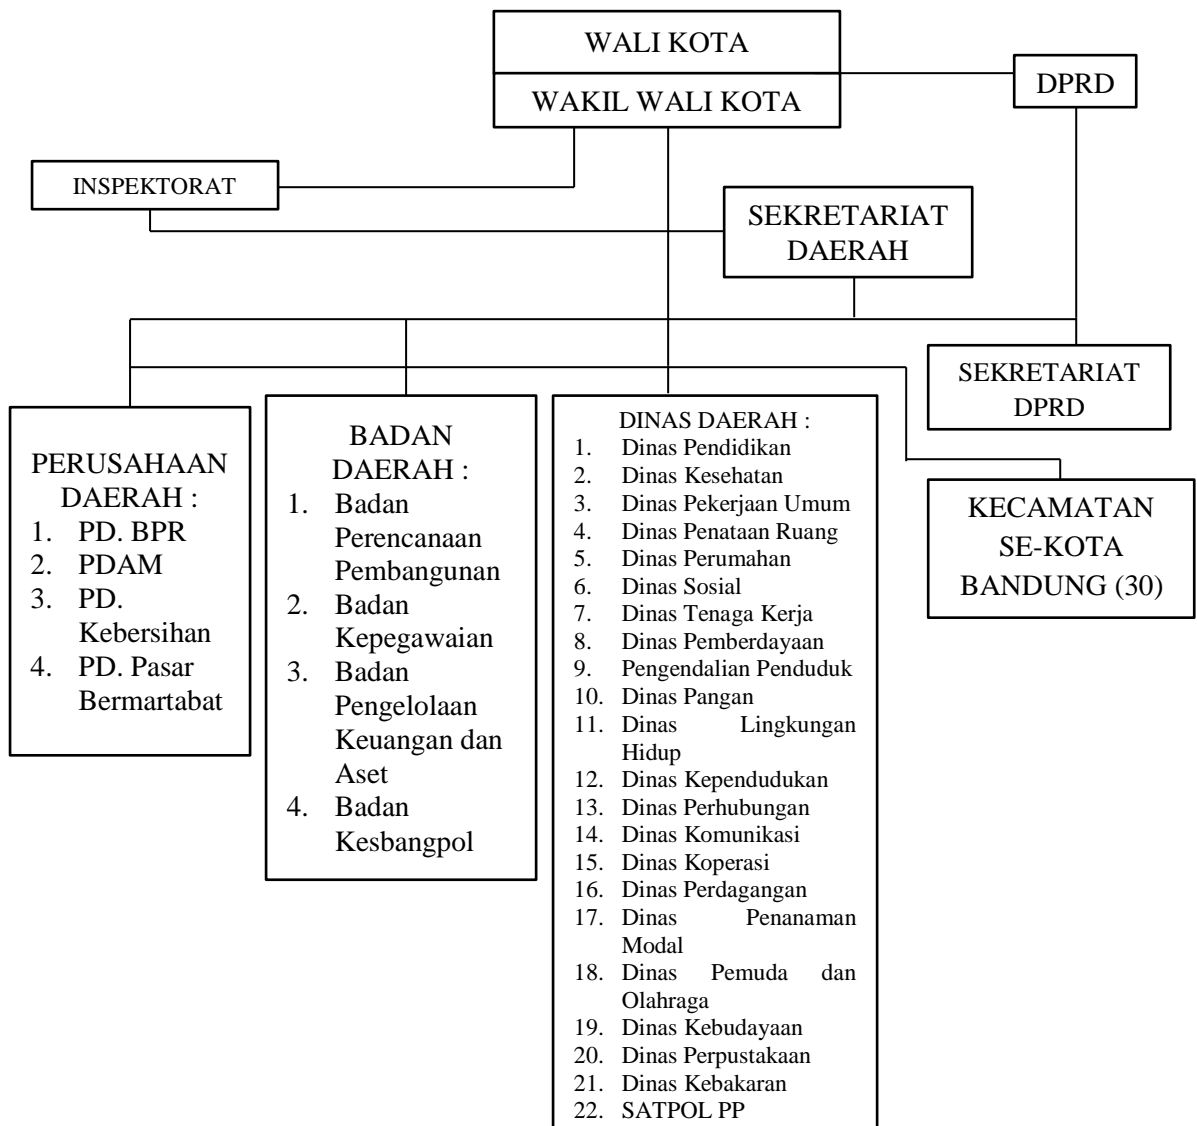 WALI KOTA
WAKIL WALI KOTA
DPRD
INSPEKTORAT
SEKRETARIAT
DAERAH
SEKRETARIAT
DPRD
PERUSAHAAN
DAERAH :
1. PD. BPR
2. PDAM
3. PD.
Kebersihan
4. PD. Pasar
Bermartabat
BADAN
DAERAH :
1. Badan
Perencanaan
Pembangunan
2. Badan
Kepegawaian
3. Badan
Pengelolaan
Keuangan dan
Aset
4. Badan
Kesbangpol
DINAS DAERAH :
1. Dinas Pendidikan
2. Dinas Kesehatan
3. Dinas Pekerjaan Umum
4. Dinas Penataan Ruang
5. Dinas Perumahan
6. Dinas Sosial
7. Dinas Tenaga Kerja
8. Dinas Pemberdayaan
9. Pengendalian Penduduk
10. Dinas Pangan
11. Dinas Lingkungan
Hidup
12. Dinas Kependudukan
13. Dinas Perhubungan
14. Dinas Komunikasi
15. Dinas Koperasi
16. Dinas Perdagangan
17. Dinas Penanaman
Modal
18. Dinas Pemuda dan
Olahraga
19. Dinas Kebudayaan
20. Dinas Perpustakaan
21. Dinas Kebakaran
22. SATPOL PP
KECAMATAN
SE-KOTA
BANDUNG (30)